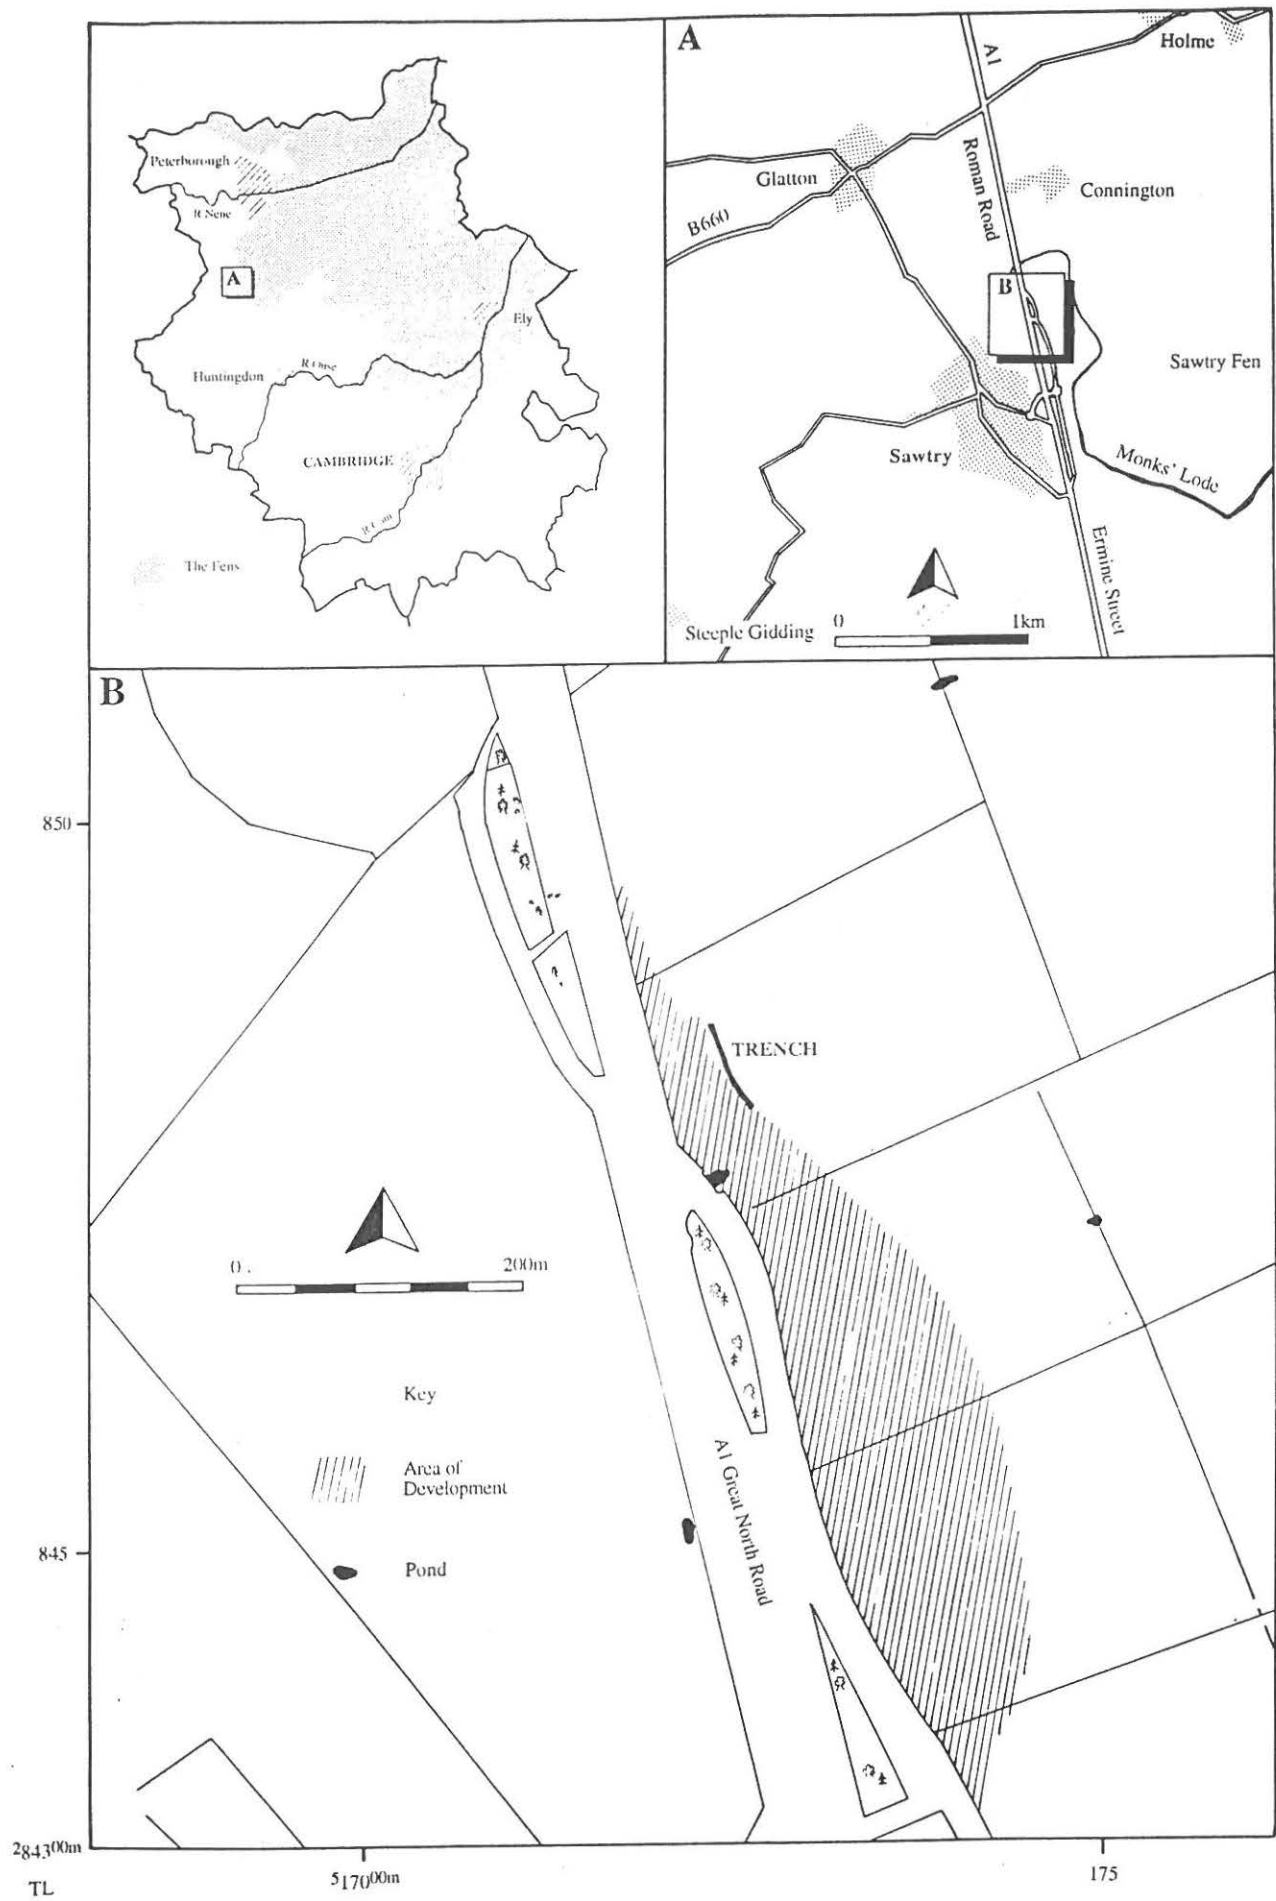 Peterborough
R Nene
A
Ely
Huntingdon
R Ouse
CAMBRIDGE
R Cam
The Fens
A
A1
Holme
Roman Road
Glatton
Connington
B660
B
Sawtry Fen
Sawtry
Monks' Lode
Ermine Street
Steeple Gidding
0
1km
B
850
TRENCH
0
200m
Key
Area of
Development
Pond
A1 Great North Road
845
284300m
TL
517000m
175